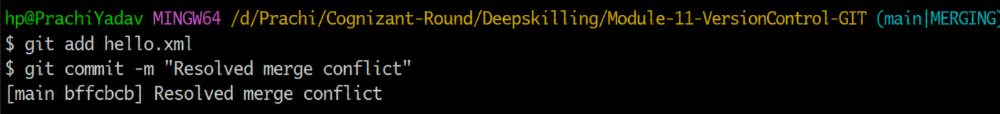 hp@PrachiYadav MINGW64 /d/Prachi/Cognizant-Round/Deepskilling/Module-11-VersionControl-GIT (main|MERGING)
$ git add hello.xml
$ git commit -m "Resolved merge conflict"
[main bffcbcb] Resolved merge conflict